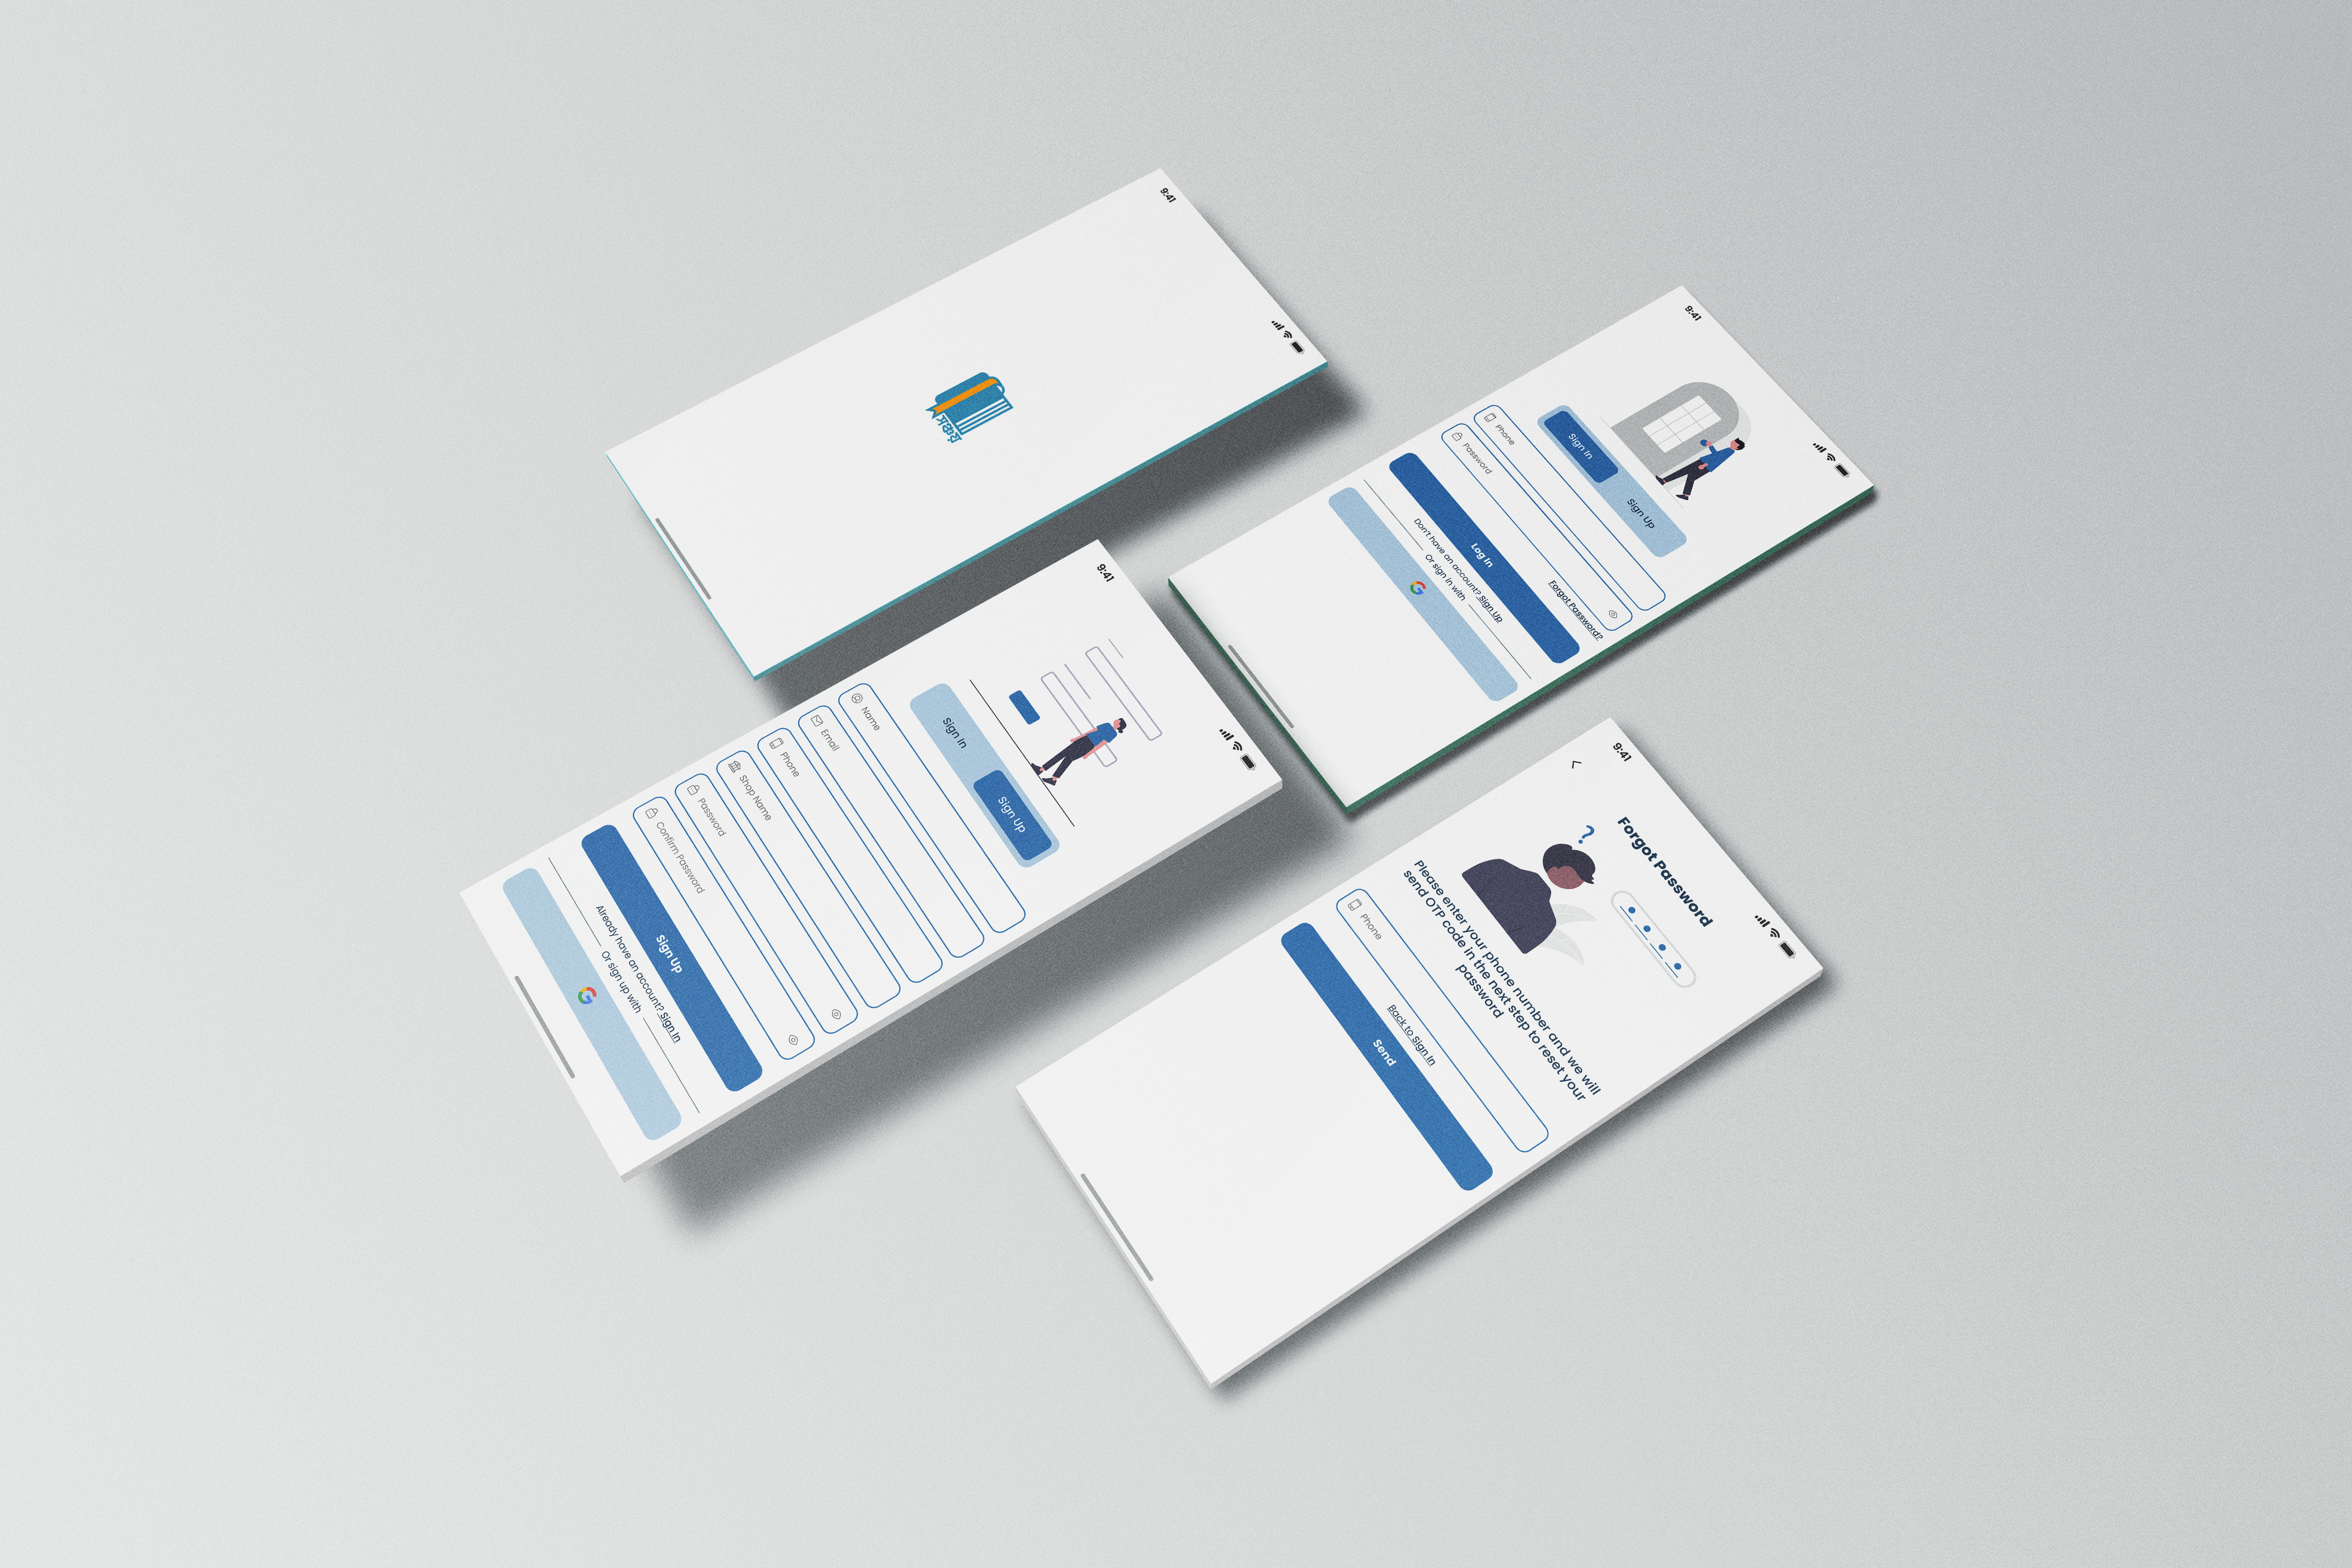 9:41
9:41
Sign In
Sign Up
Phone
Password
Forgot Password?
Log In
Don't have an account? Sign Up
Or sign in with
9:41
Sign In
Sign Up
Name
Email
Phone
Shop Name
Password
Confirm Password
Sign Up
Already have an account? Sign In
Or sign up with
9:41
Forgot Password
?
Please enter your phone number and we will
send OTP code in the next step to reset your
password
Phone
Back to Sign In
Send